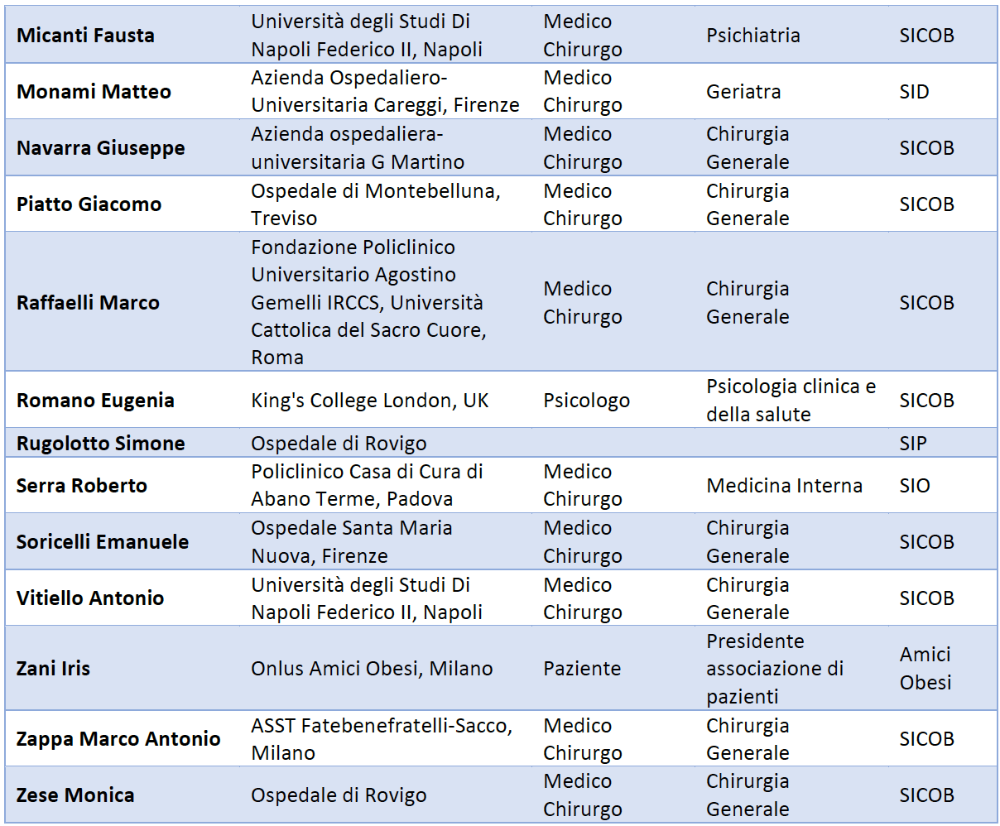 Micanti Fausta
Università degli Studi Di
Napoli Federico II, Napoli
Medico
Chirurgo
Psichiatria
SICOB
Monami Matteo
Azienda Ospedaliero-
Universitaria Careggi, Firenze
Medico
Chirurgo
Geriatra
SID
Navarra Giuseppe
Azienda ospedaliera-
universitaria G Martino
Medico
Chirurgo
Chirurgia
Generale
SICOB
Piatto Giacomo
Ospedale di Montebelluna,
Treviso
Medico
Chirurgo
Chirurgia
Generale
SICOB
Raffaelli Marco
Fondazione Policlinico
Universitario Agostino
Gemelli IRCCS, Università
Cattolica del Sacro Cuore,
Roma
Medico
Chirurgo
Chirurgia
Generale
SICOB
Romano Eugenia
King's College London, UK
Psicologo
Psicologia clinica e
della salute
SICOB
Rugolotto Simone
Ospedale di Rovigo
SIP
Serra Roberto
Policlinico Casa di Cura di
Abano Terme, Padova
Medico
Chirurgo
Medicina Interna
SIO
Soricelli Emanuele
Ospedale Santa Maria
Nuova, Firenze
Medico
Chirurgo
Chirurgia
Generale
SICOB
Vitiello Antonio
Università degli Studi Di
Napoli Federico II, Napoli
Medico
Chirurgo
Chirurgia
Generale
SICOB
Zani Iris
Onlus Amici Obesi, Milano
Paziente
Presidente
associazione di
pazienti
Amici
Obesi
Zappa Marco Antonio
ASST Fatebenefratelli-Sacco,
Milano
Medico
Chirurgo
Chirurgia
Generale
SICOB
Zese Monica
Ospedale di Rovigo
Medico
Chirurgo
Chirurgia
Generale
SICOB